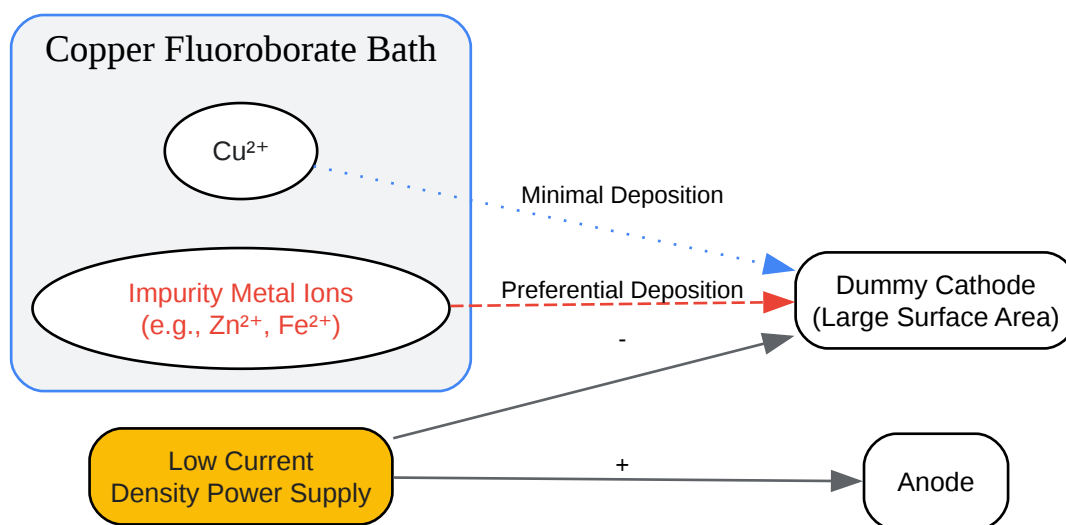 Copper Fluoroborate Bath
Cu²⁺
Minimal Deposition
Impurity Metal Ions
(e.g., Zn²⁺, Fe²⁺)
Preferential Deposition
Dummy Cathode
(Large Surface Area)
-
Low Current
Density Power Supply
+
Anode